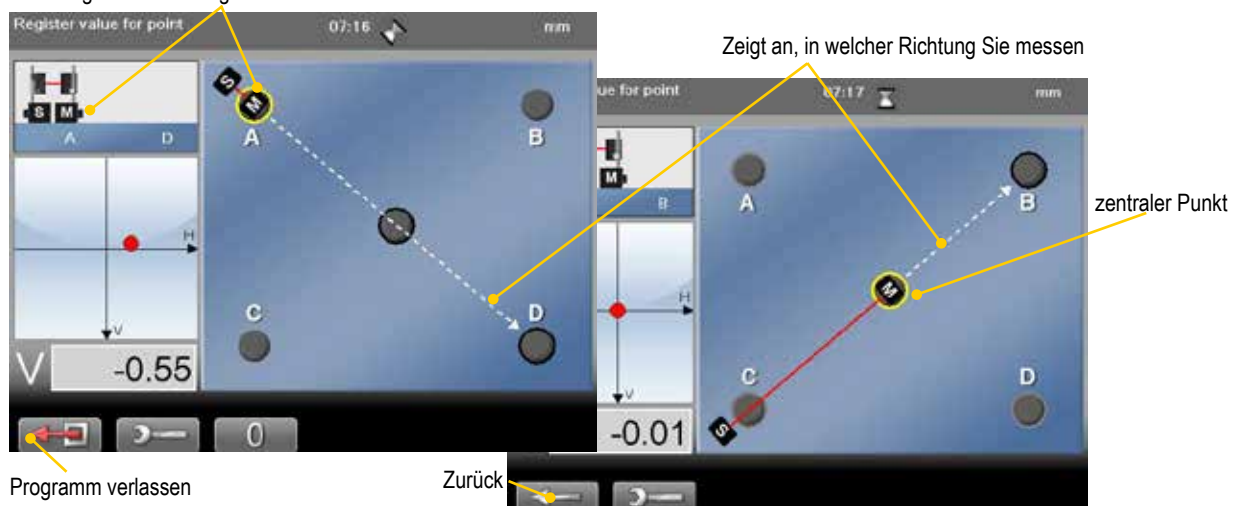 Register value for point 07:16 mm
S M
A D
H
V
V -0.55
S
M
A
B
C
D
0
Programm verlassen
Zeigt an, in welcher Richtung Sie messen
ue for point 07:17 mm
M
B
H
V
-0.01
A
B
M
C
D
S
zentraler Punkt
Zurück